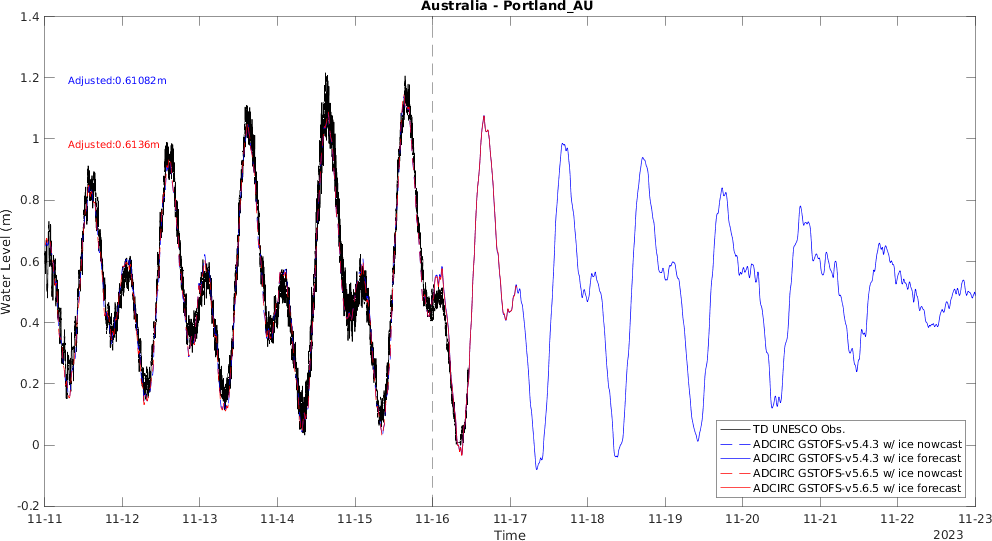 Australia - Portland_AU
1.4
1.2
1
0.8
0.6
0.4
0.2
0
-0.2
Water Level (m)
Adjusted:0.61082m
Adjusted:0.6136m
TD UNESCO Obs.
ADCIRC GSTOFS-v5.4.3 w/ ice nowcast
ADCIRC GSTOFS-v5.4.3 w/ ice forecast
ADCIRC GSTOFS-v5.6.5 w/ ice nowcast
ADCIRC GSTOFS-v5.6.5 w/ ice forecast
11-11 11-12 11-13 11-14 11-15 11-16 11-17 11-18 11-19 11-20 11-21 11-22 11-23
Time
2023